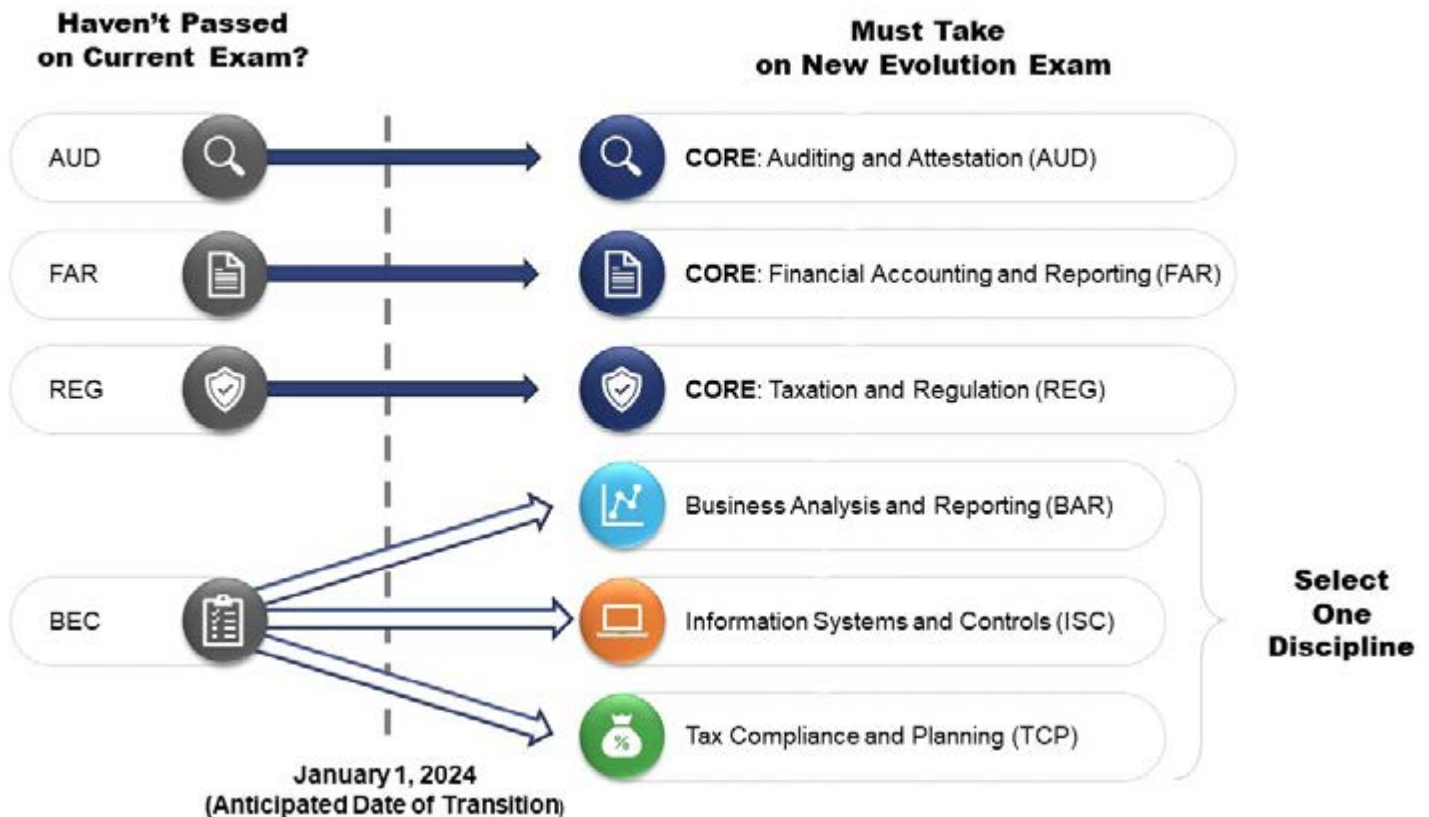 Haven't Passed
on Current Exam?
Must Take
on New Evolution Exam
AUD
CORE: Auditing and Attestation (AUD)
FAR
CORE: Financial Accounting and Reporting (FAR)
REG
CORE: Taxation and Regulation (REG)
BEC
Business Analysis and Reporting (BAR)
Information Systems and Controls (ISC)
%
Tax Compliance and Planning (TCP)
Select
One
Discipline
January 1, 2024
(Anticipated Date of Transition)